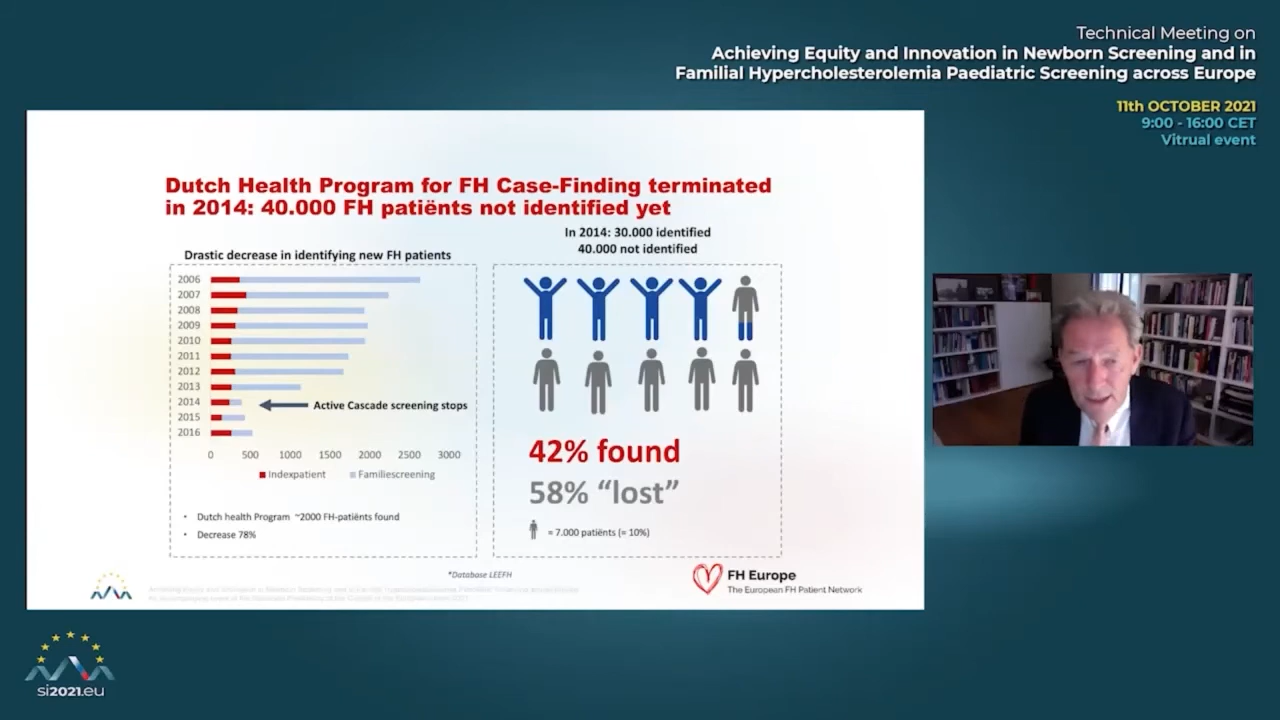 Technical Meeting on
Achieving Equity and Innovation in Newborn Screening and in
Familial Hypercholesterolemia Paediatric Screening across Europe
11th OCTOBER 2021
9:00 - 16:00 CET
Vitrual event
Dutch Health Program for FH Case-Finding terminated
in 2014: 40.000 FH patiënts not identified yet
Drastic decrease in identifying new FH patients
2006
2007
2008
2009
2010
2011
2012
2013
2014
2015
2016
Active Cascade screening stops
0 500 1000 1500 2000 2500 3000
Indexpatient Familiescreening
• Dutch health Program ~2000 FH-patiënts found
• Decrease 78%
In 2014: 30.000 identified
40.000 not identified
42% found
58% “lost”
= 7.000 patiënts (= 10%)
*Database LEEFH
FH Europe
The European FH Patient Network
si2021.eu